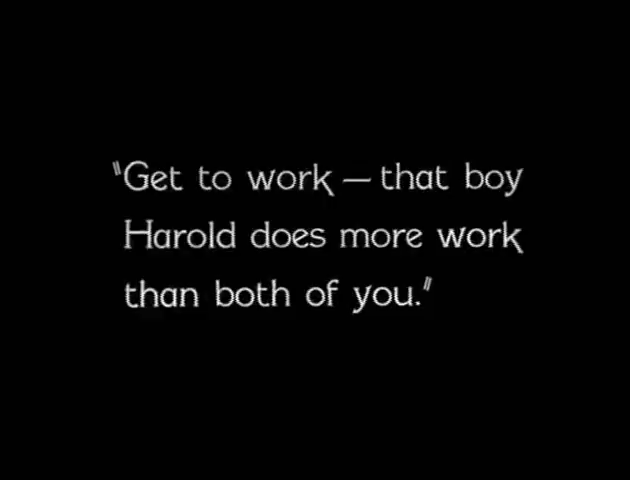 "Get to work — that boy
Harold does more work
than both of you."